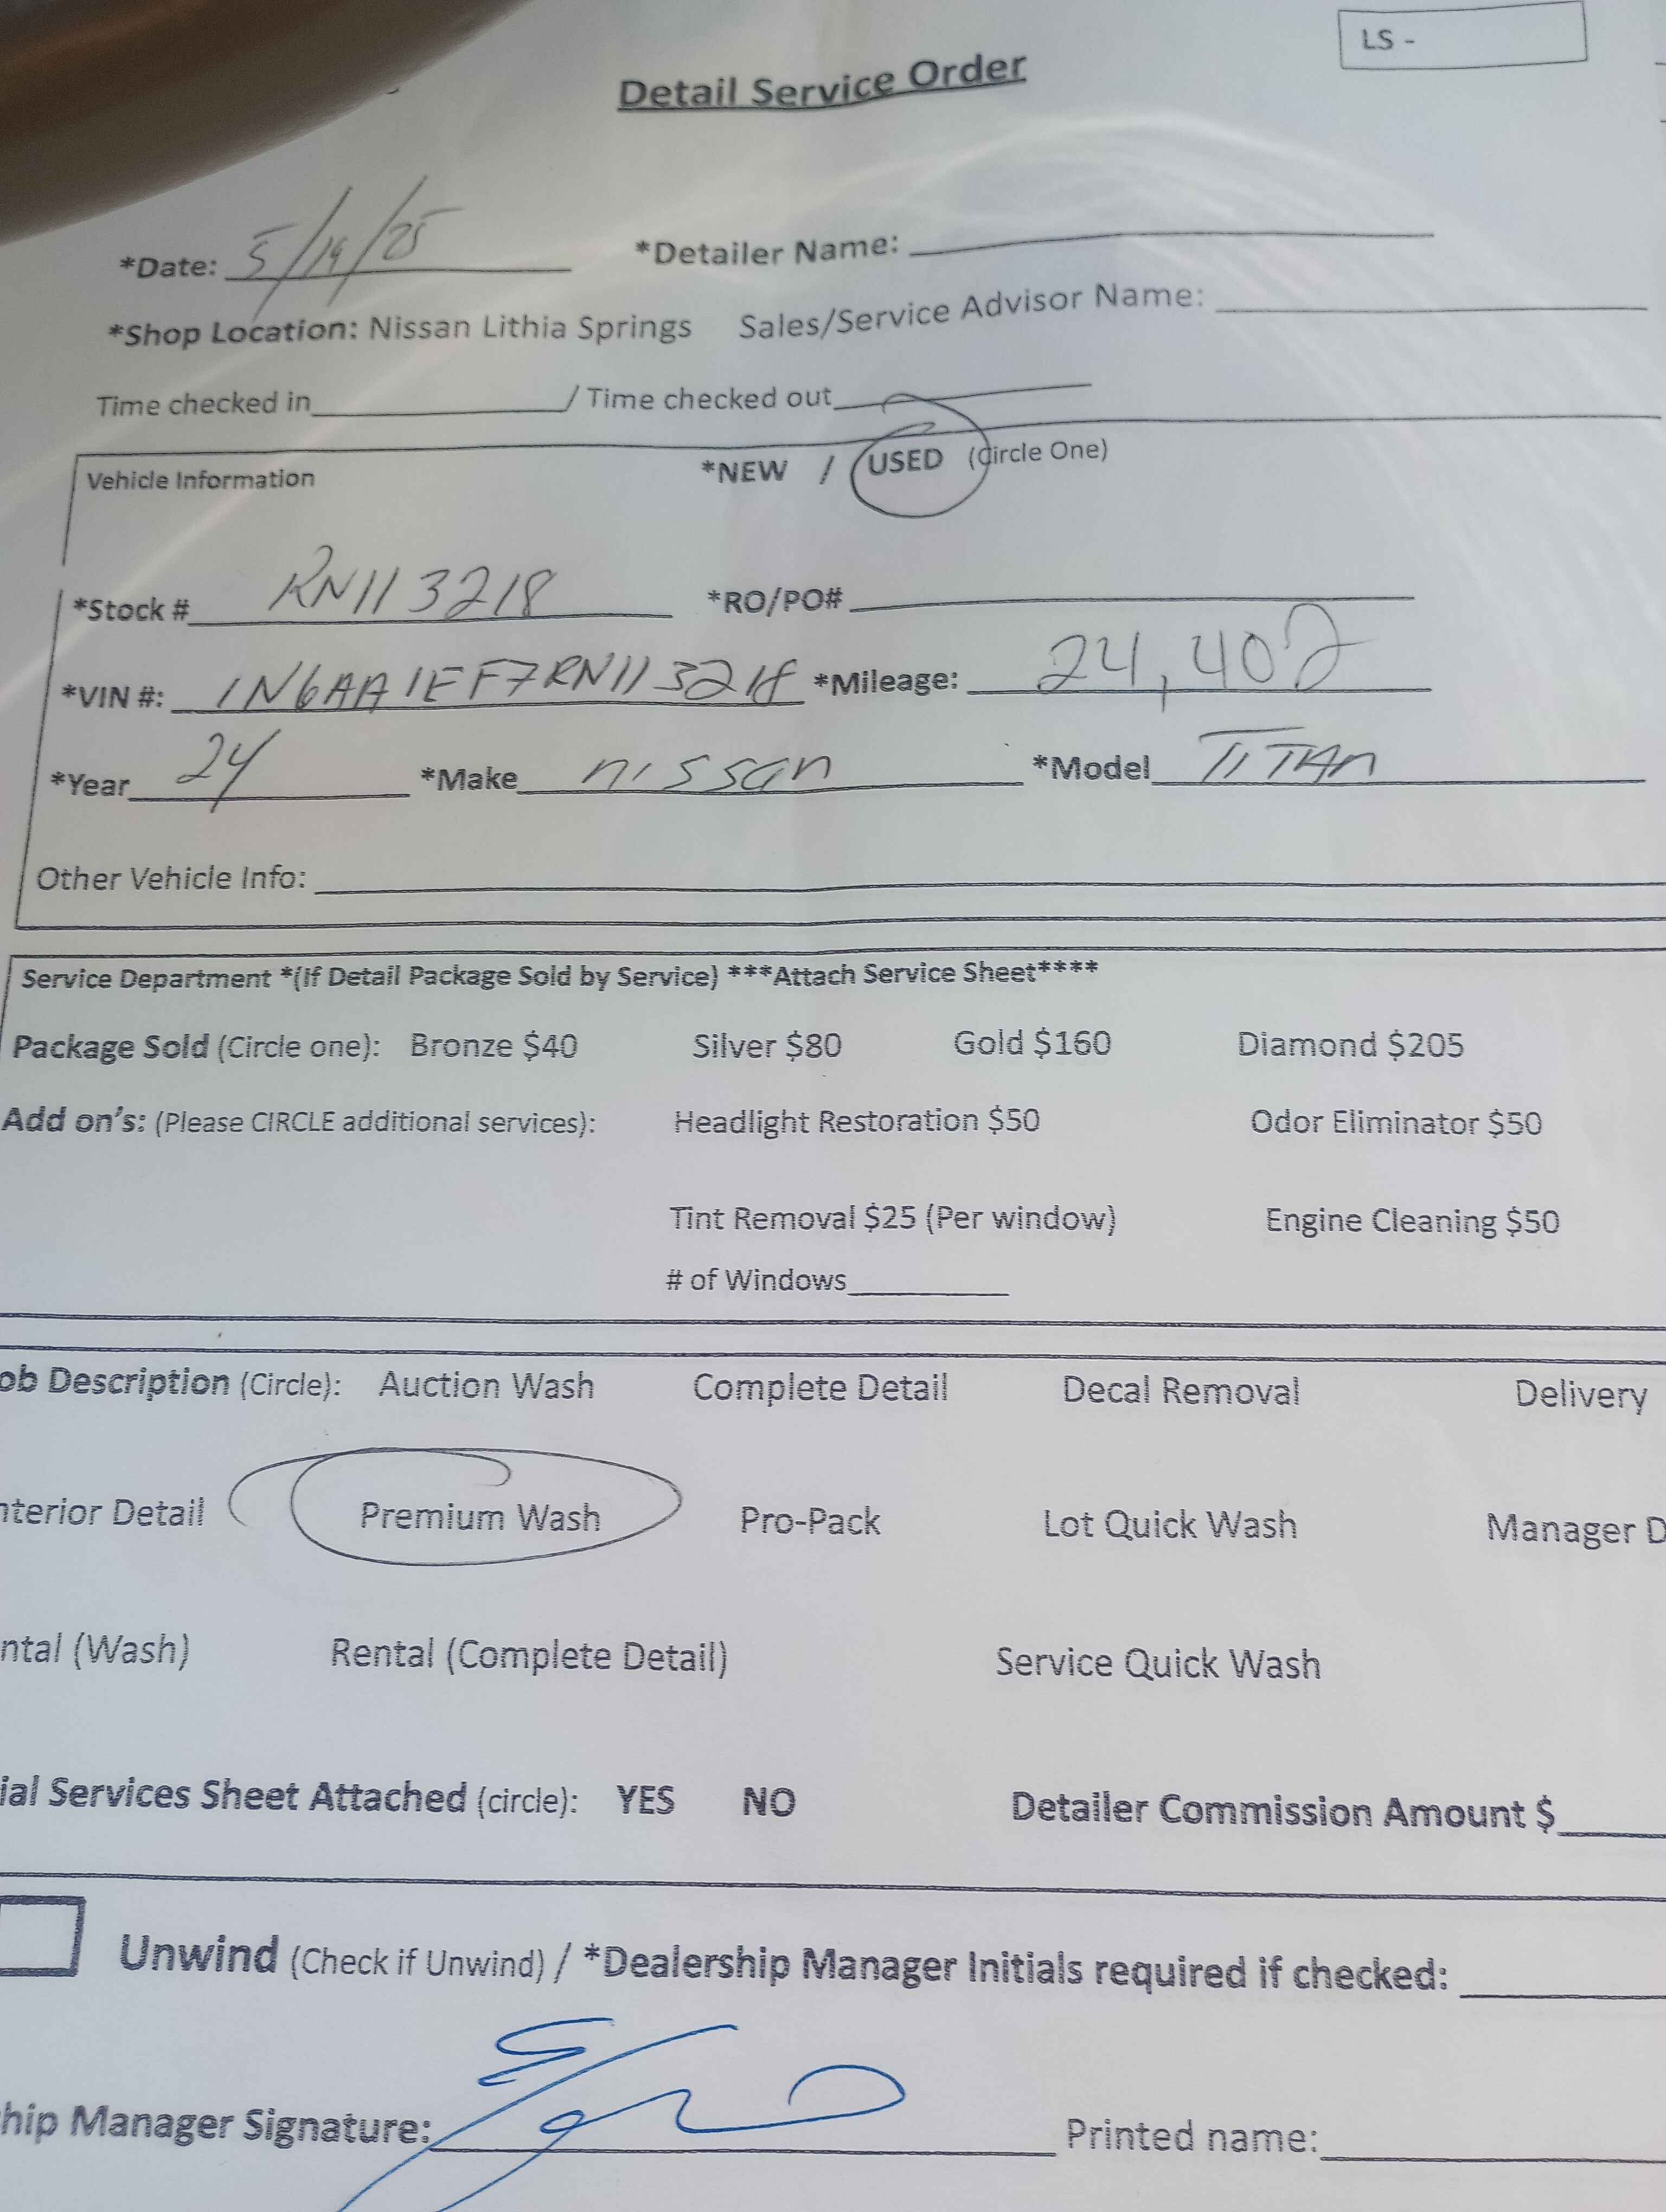 LS -
Detail Service Order
*Date: 5/19/25 *Detailer Name:
*Shop Location: Nissan Lithia Springs Sales/Service Advisor Name:
Time checked in / Time checked out
Vehicle Information *NEW / USED (Circle One)
*Stock # RN113218 *RO/PO#
*VIN #: 1N6AA1EF7RN113218 *Mileage: 24,402
*Year 24 *Make nissan *Model TITAN
Other Vehicle Info:
Service Department *(If Detail Package Sold by Service) ***Attach Service Sheet****
Package Sold (Circle one): Bronze $40 Silver $80 Gold $160 Diamond $205
Add on's: (Please CIRCLE additional services): Headlight Restoration $50 Odor Eliminator $50
Tint Removal $25 (Per window) Engine Cleaning $50
# of Windows
ob Description (Circle): Auction Wash Complete Detail Decal Removal Delivery
nterior Detail Premium Wash Pro-Pack Lot Quick Wash Manager D
ntal (Wash) Rental (Complete Detail) Service Quick Wash
ial Services Sheet Attached (circle): YES NO Detailer Commission Amount $
Unwind (Check if Unwind) / *Dealership Manager Initials required if checked:
hip Manager Signature: Printed name: